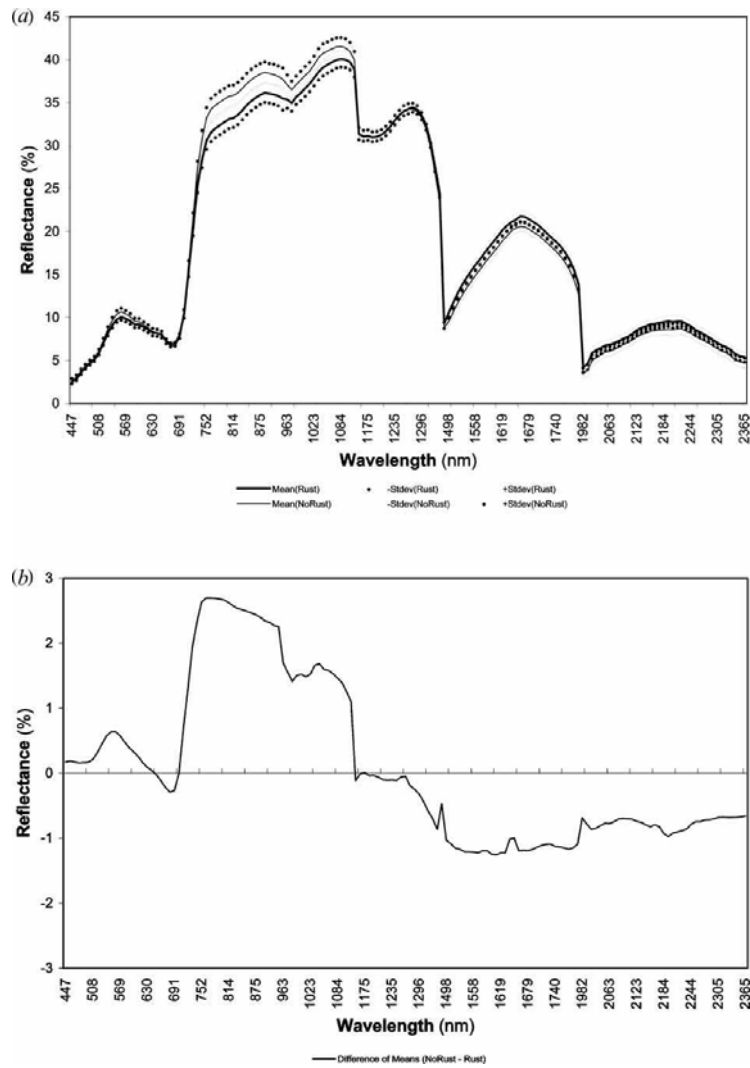 (a)
45
40
35
30
25
20
15
10
5
0
Reflectance (%)
447 508 569 630 691 752 814 875 963 1023 1084 1175 1235 1296 1498 1558 1619 1679 1740 1982 2063 2123 2184 2244 2305 2365
Wavelength (nm)
Mean(Rust) -Stdev(Rust) +Stdev(Rust)
Mean(NoRust) -Stdev(NoRust) +Stdev(NoRust)
(b)
3
2
1
0
-1
-2
-3
Reflectance (%)
447 508 569 630 691 752 814 875 963 1023 1084 1175 1235 1296 1498 1558 1619 1679 1740 1982 2063 2123 2184 2244 2305 2365
Wavelength (nm)
Difference of Means (NoRust - Rust)